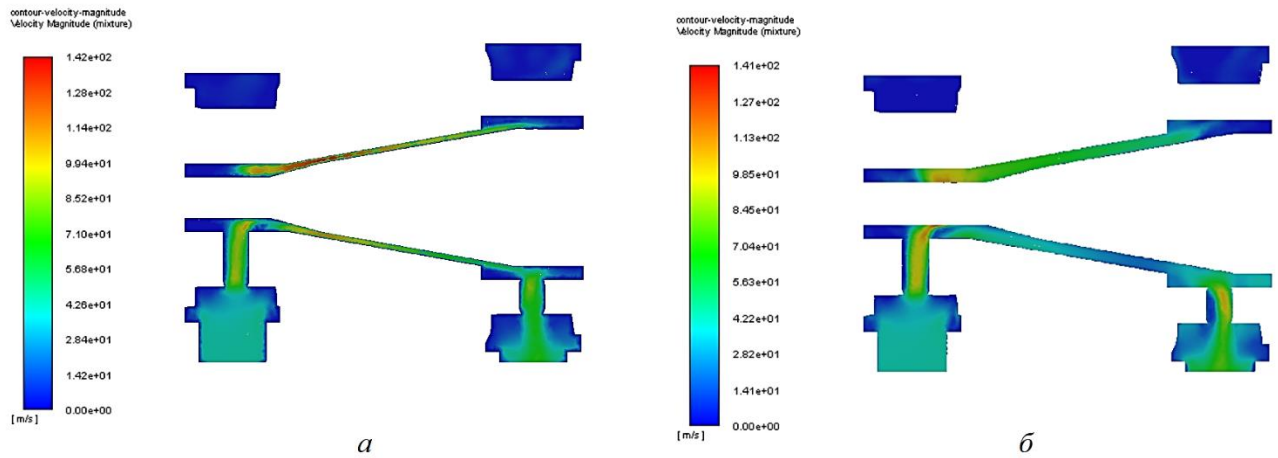 contour-velocity-magnitude
Velocity Magnitude (mixture)
1.42e+02
1.28e+02
1.14e+02
9.94e+01
8.52e+01
7.10e+01
5.68e+01
4.26e+01
2.84e+01
1.42e+01
0.00e+00
[ m/s ]
а
contour-velocity-magnitude
Velocity Magnitude (mixture)
1.41e+02
1.27e+02
1.13e+02
9.85e+01
8.45e+01
7.04e+01
5.63e+01
4.22e+01
2.82e+01
1.41e+01
0.00e+00
[ m/s ]
б